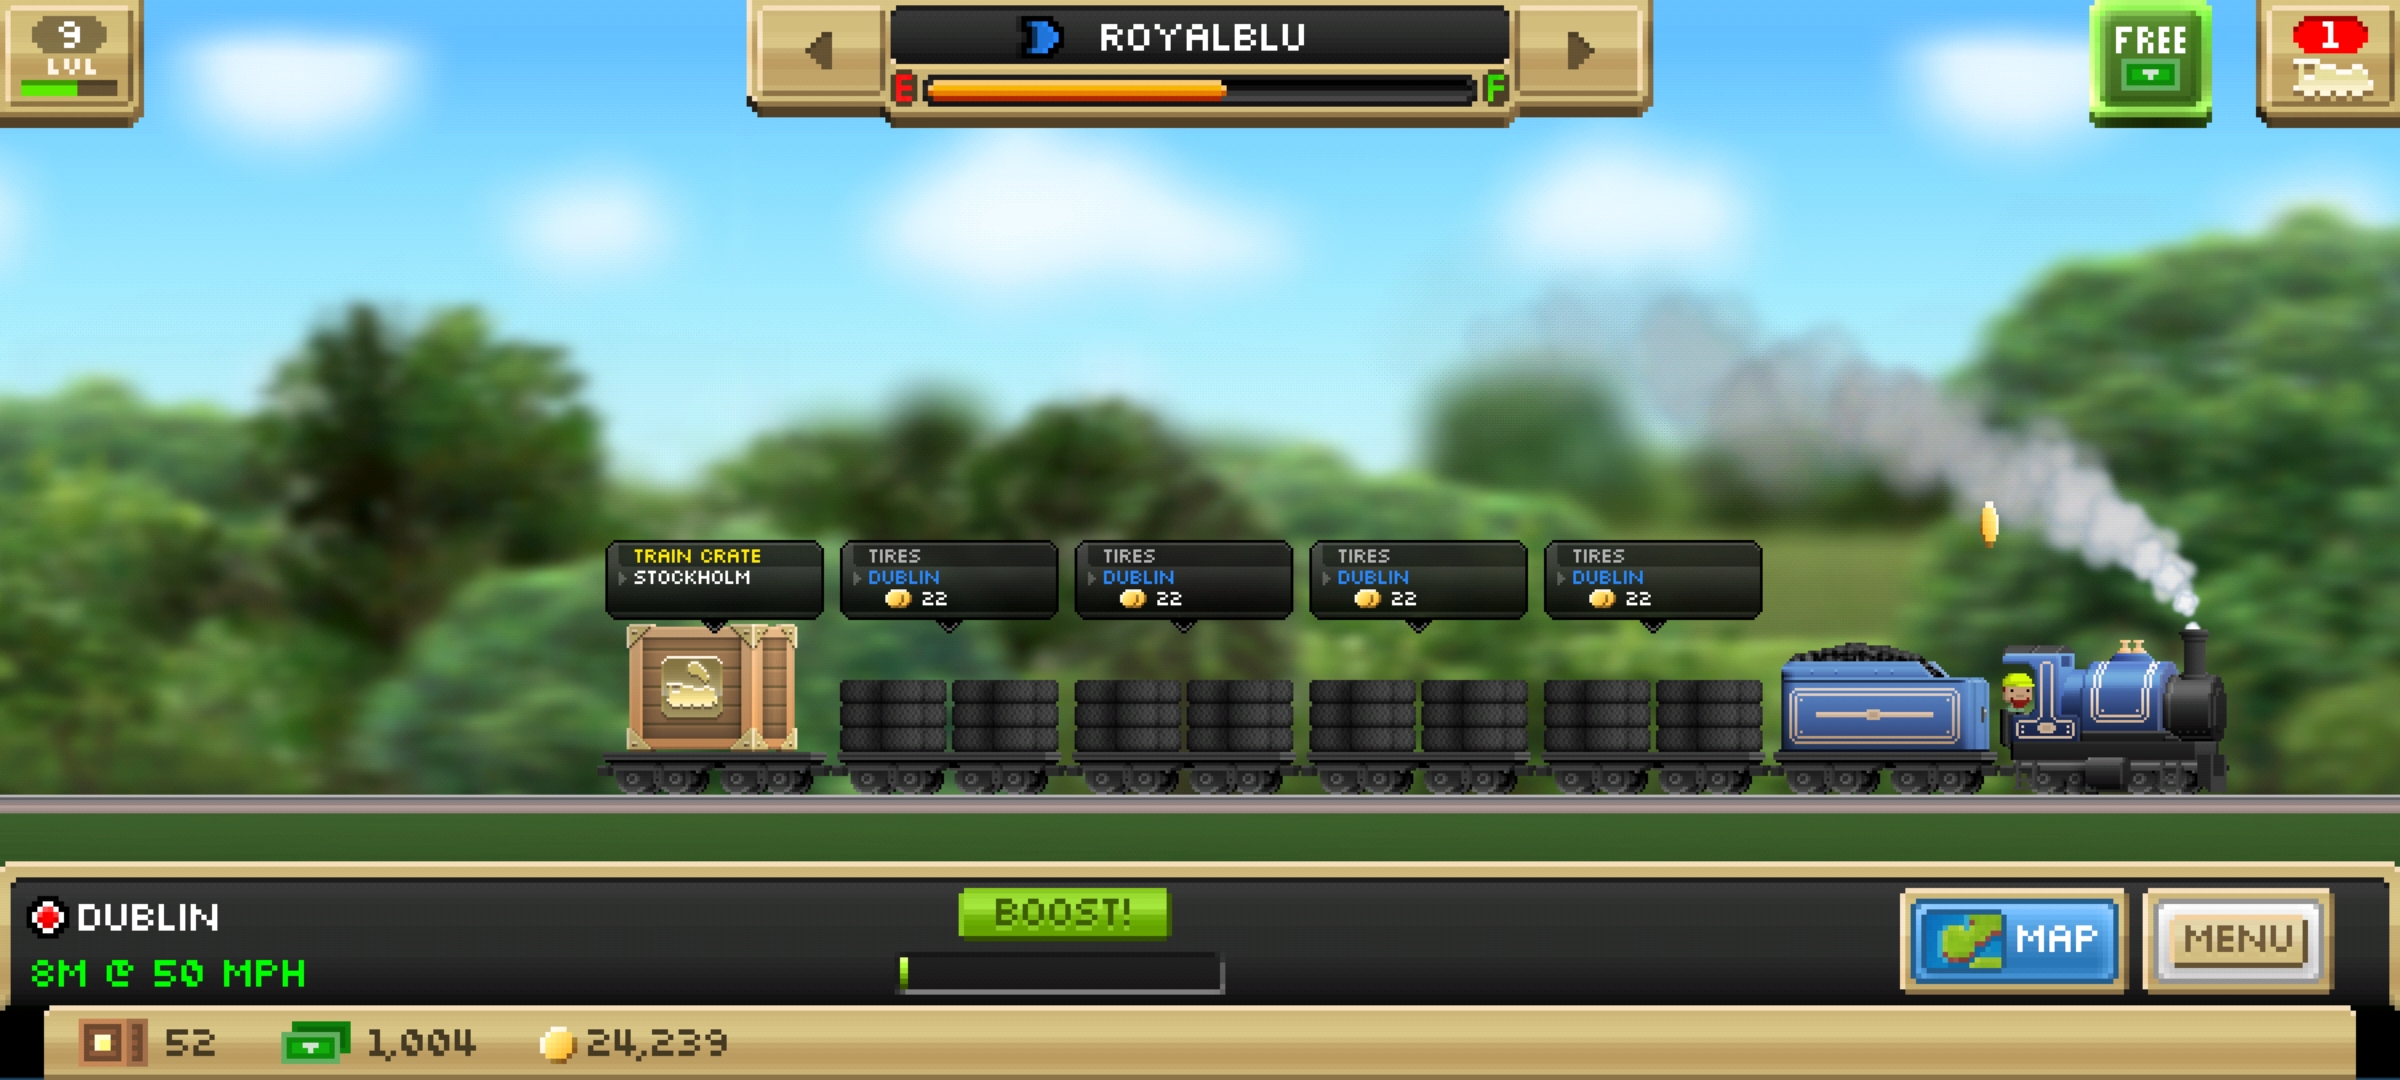 9
LVL
ROYALBLU
E F
FREE
1
TRAIN CRATE
STOCKHOLM
TIRES
DUBLIN
22
TIRES
DUBLIN
22
TIRES
DUBLIN
22
TIRES
DUBLIN
22
DUBLIN
8M @ 50 MPH
BOOST!
MAP
MENU
52
1,004
24,239